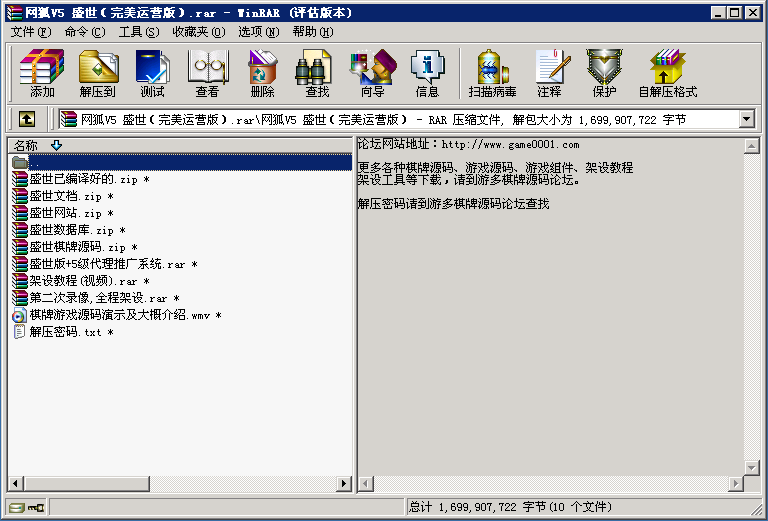 网狐V5 盛世(完美运营版).rar - WinRAR (评估版本)
文件(F) 命令(C) 工具(S) 收藏夹(O) 选项(N) 帮助(H)
添加 解压到 测试 查看 删除 查找 向导 信息 扫描病毒 注释 保护 自解压格式
网狐V5 盛世(完美运营版).rar\网狐V5 盛世(完美运营版) - RAR 压缩文件, 解包大小为 1,699,907,722 字节
名称
..
盛世已编译好的.zip *
盛世文档.zip *
盛世网站.zip *
盛世数据库.zip *
盛世棋牌源码.zip *
盛世版+5级代理推广系统.rar *
架设教程(视频).rar *
第二次录像,全程架设.rar *
棋牌游戏源码演示及大概介绍.wmv *
解压密码.txt *
论坛网站地址：http://www.game0001.com
更多各种棋牌源码、游戏源码、游戏组件、架设教程
架设工具等下载，请到游多棋牌源码论坛。
解压密码请到游多棋牌源码论坛查找
总计 1,699,907,722 字节(10 个文件)